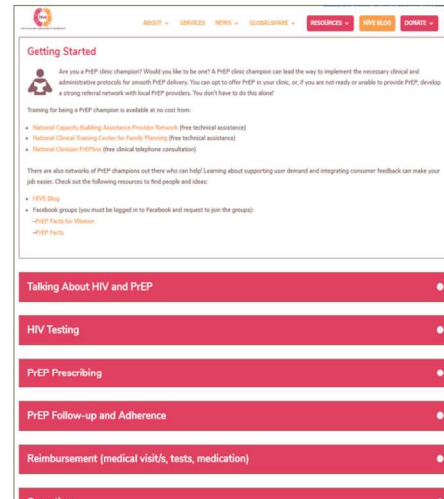 ABOUT SERVICES NEWS GLOBALSHARE RESOURCES HIVE BLOG DONATE
Getting Started
Are you a PrEP clinic champion? Would you like to be one? A PrEP clinic champion can lead the way to implement the necessary clinical and
administrative protocols for smooth PrEP delivery. You can opt to offer PrEP in your clinic, or, if you are not ready or unable to provide PrEP, develop
a strong referral network with local PrEP providers. You don't have to do this alone!
Training for being a PrEP champion is available at no cost from:
• National Capacity Building Assistance Provider Network (free technical assistance)
• National Clinical Training Center for Family Planning (free technical assistance)
• National Clinician PrEPline (free clinical telephone consultation)
There are also networks of PrEP champions out there who can help! Learning about supporting user demand and integrating consumer feedback can make your
job easier. Check out the following resources to find people and ideas:
• HIVE Blog
• Facebook groups (you must be logged in to Facebook and request to join the groups):
–PrEP Facts for Women
–PrEP Facts
Talking About HIV and PrEP
HIV Testing
PrEP Prescribing
PrEP Follow-up and Adherence
Reimbursement (medical visit/s, tests, medication)